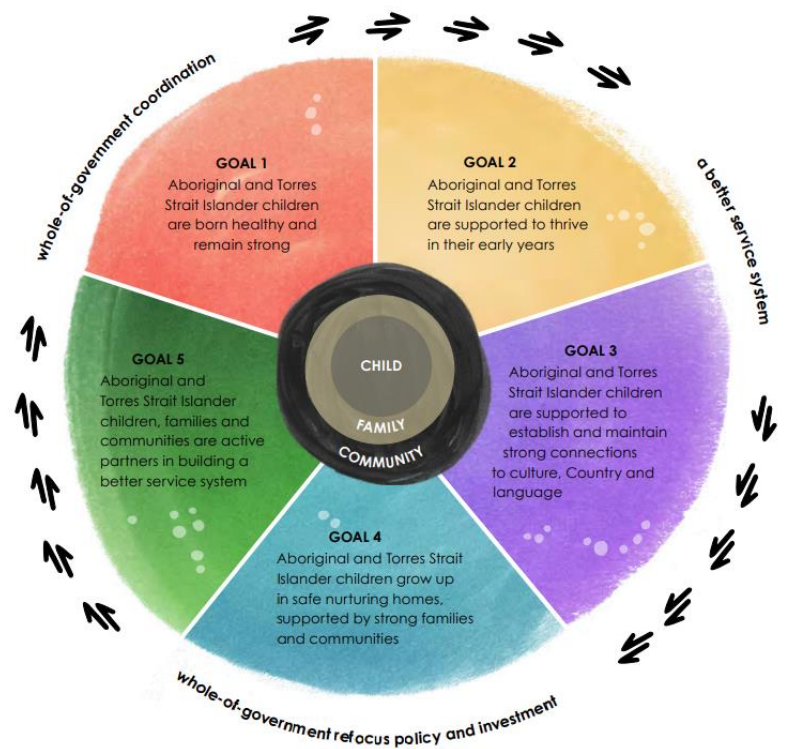 whole-of-government coordination
a better service system
GOAL 1
Aboriginal and Torres
Strait Islander children
are born healthy and
remain strong
GOAL 2
Aboriginal and Torres
Strait Islander children
are supported to thrive
in their early years
GOAL 3
Aboriginal and Torres
Strait Islander children
are supported to
establish and maintain
strong connections
to culture, Country and
language
GOAL 4
Aboriginal and Torres Strait
Islander children grow up
in safe nurturing homes,
supported by strong families
and communities
GOAL 5
Aboriginal and
Torres Strait Islander
children, families and
communities are active
partners in building a
better service system
CHILD
FAMILY
COMMUNITY
whole-of-government refocus policy and investment